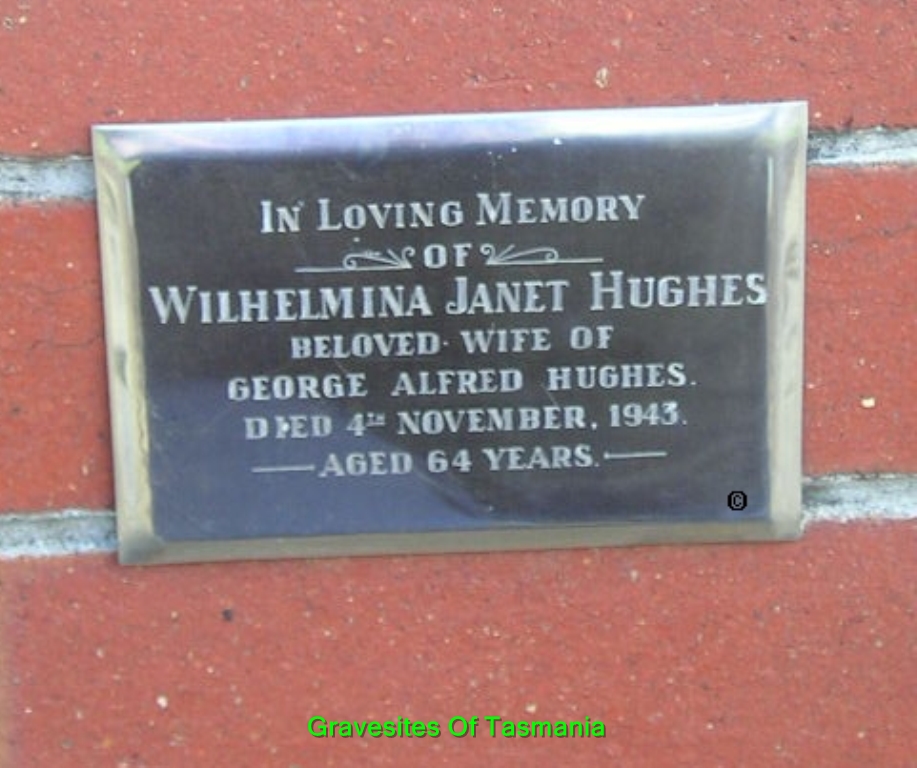 IN LOVING MEMORY
OF
WILHELMINA JANET HUGHES
BELOVED WIFE OF
GEORGE ALFRED HUGHES.
DIED 4TH NOVEMBER, 1943.
AGED 64 YEARS.
©
Gravesites Of Tasmania